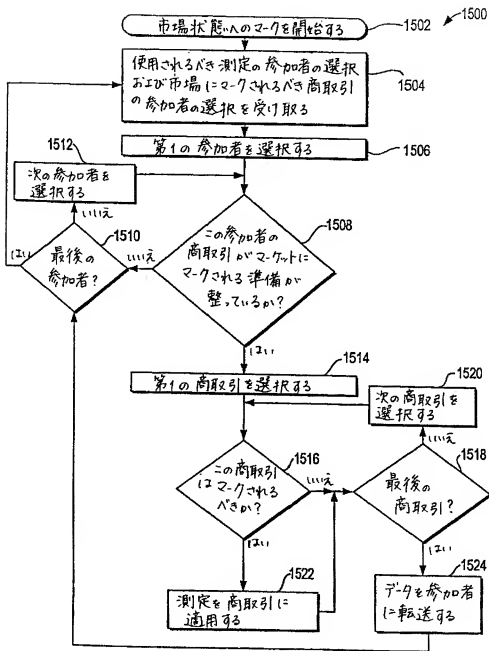 1500
市場状態へのマークを開始する
1502
使用されるべき測定の参加者の選択
および市場にマークされるべき商取引
の参加者の選択を受け取る
1504
第1の参加者を選択する
1506
1512
次の参加者を
選択する
いいえ
1510
最後の
参加者?
はい
いいえ
1508
この参加者の
商取引がマーケットに
マークされる準備が
整っているか?
はい
1514
第1の商取引を選択する
1520
次の商取引を
選択する
いいえ
1516
この商取引
はマークされる
べきか?
いいえ
1518
最後の
商取引?
はい
はい
1522
測定を商取引に
適用する
1524
データを参加者
に転送する